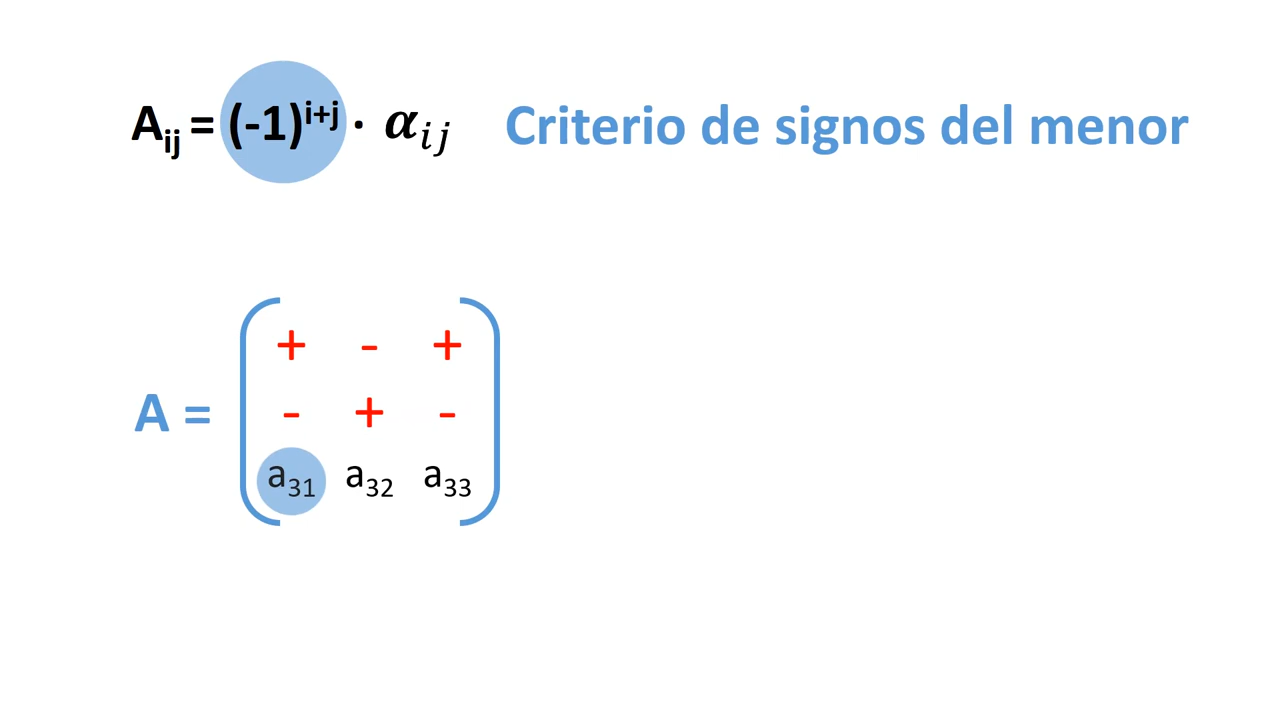 Aij = (-1)^i+j · αij Criterio de signos del menor
+ - +
A = - + -
a31 a32 a33